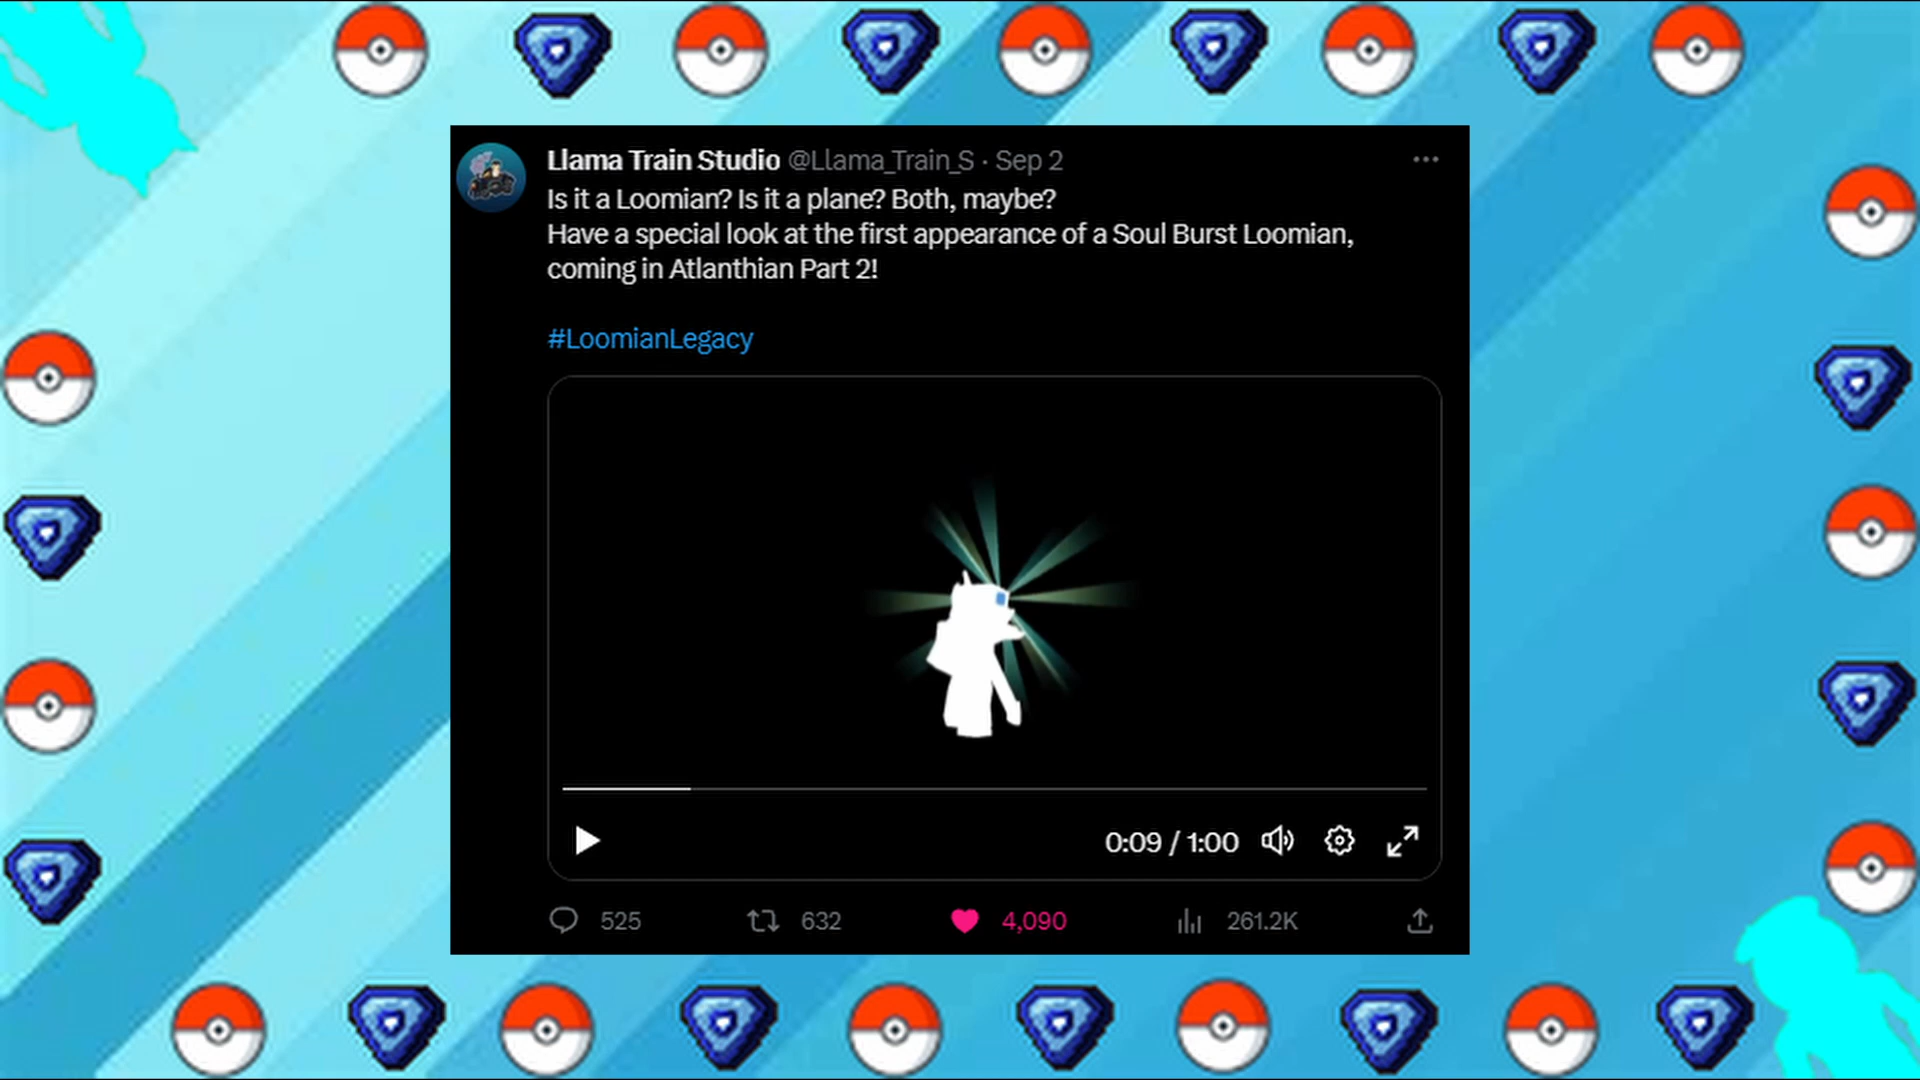 Llama Train Studio @Llama_Train_S · Sep 2
Is it a Loomian? Is it a plane? Both, maybe?
Have a special look at the first appearance of a Soul Burst Loomian,
coming in Atlanthian Part 2!
#LoomianLegacy
0:09 / 1:00
525 632 4,090 261.2K